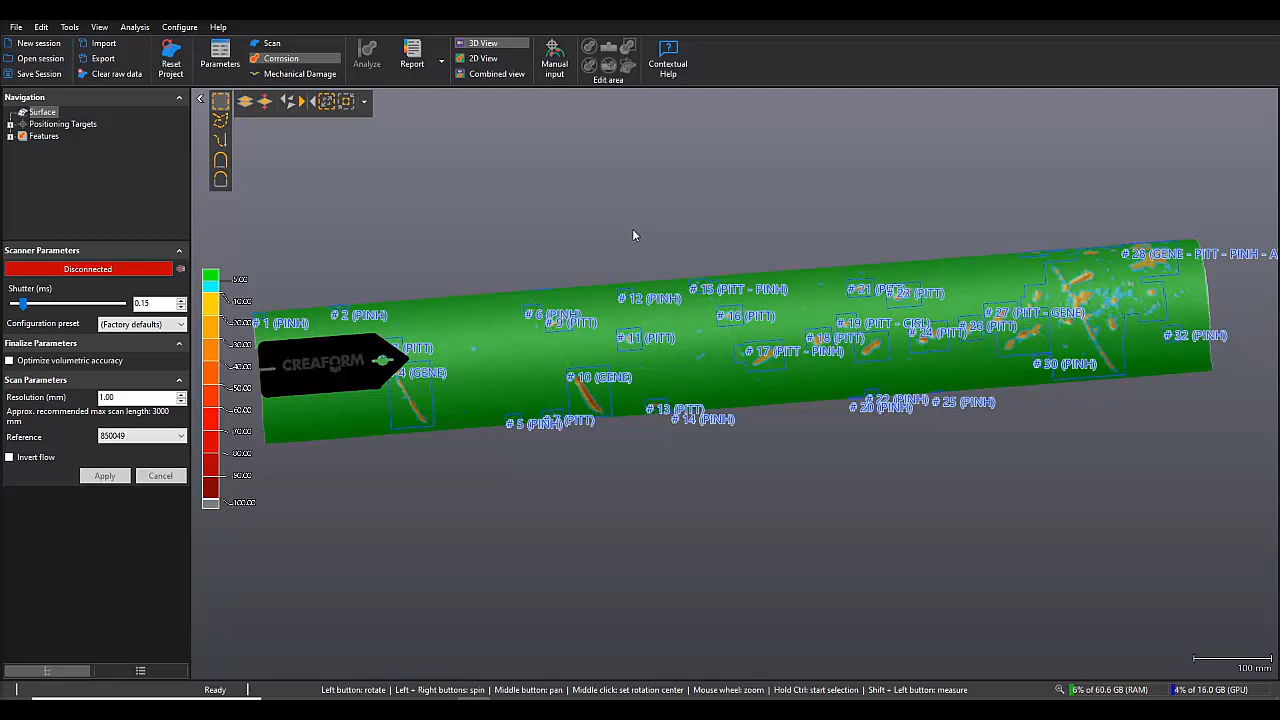 File Edit Tools View Analysis Configure Help
New session
Open session
Save Session
Import
Export
Clear raw data
Reset Project
Parameters
Scan
Corrosion
Mechanical Damage
Analyze
Report
3D View
2D View
Combined view
Manual input
Edit area
Contextual Help
Navigation
Surface
Positioning Targets
Features
Scanner Parameters
Disconnected
Shutter (ms)
0.15
Configuration preset (Factory defaults)
Finalize Parameters
Optimize volumetric accuracy
Scan Parameters
Resolution (mm) 1.00
Approx. recommended max scan length: 3000 mm
Reference 850049
Invert flow
Apply Cancel
# 1 (PINH)
# 2 (PINH)
(PITT)
4 (GENE)
CREAFORM
# 5 (PINH)
(PITT)
# 6 (PINH)
(PITT)
# 10 (GENE)
# 11 (PITT)
# 12 (PINH)
# 13 (PITT)
# 14 (PINH)
# 15 (PITT - PINH)
# 16 (PITT)
# 17 (PITT - PINH)
# 18 (PITT)
# 19 (PITT - CISL)
# 20 (PINH)
# 21
(PITT)
# 22 (PINH)
# 24 (PITT)
# 25 (PINH)
# 26 (PITT)
# 27 (PITT - GENE)
# 28 (GENE - PITT - PINH - A
# 30 (PINH)
# 32 (PINH)
100 mm
Ready
Left button: rotate | Left + Right buttons: spin | Middle button: pan | Middle click: set rotation center | Mouse wheel: zoom | Hold Ctrl: start selection | Shift + Left button: measure
6% of 60.6 GB (RAM)
4% of 16.0 GB (GPU)